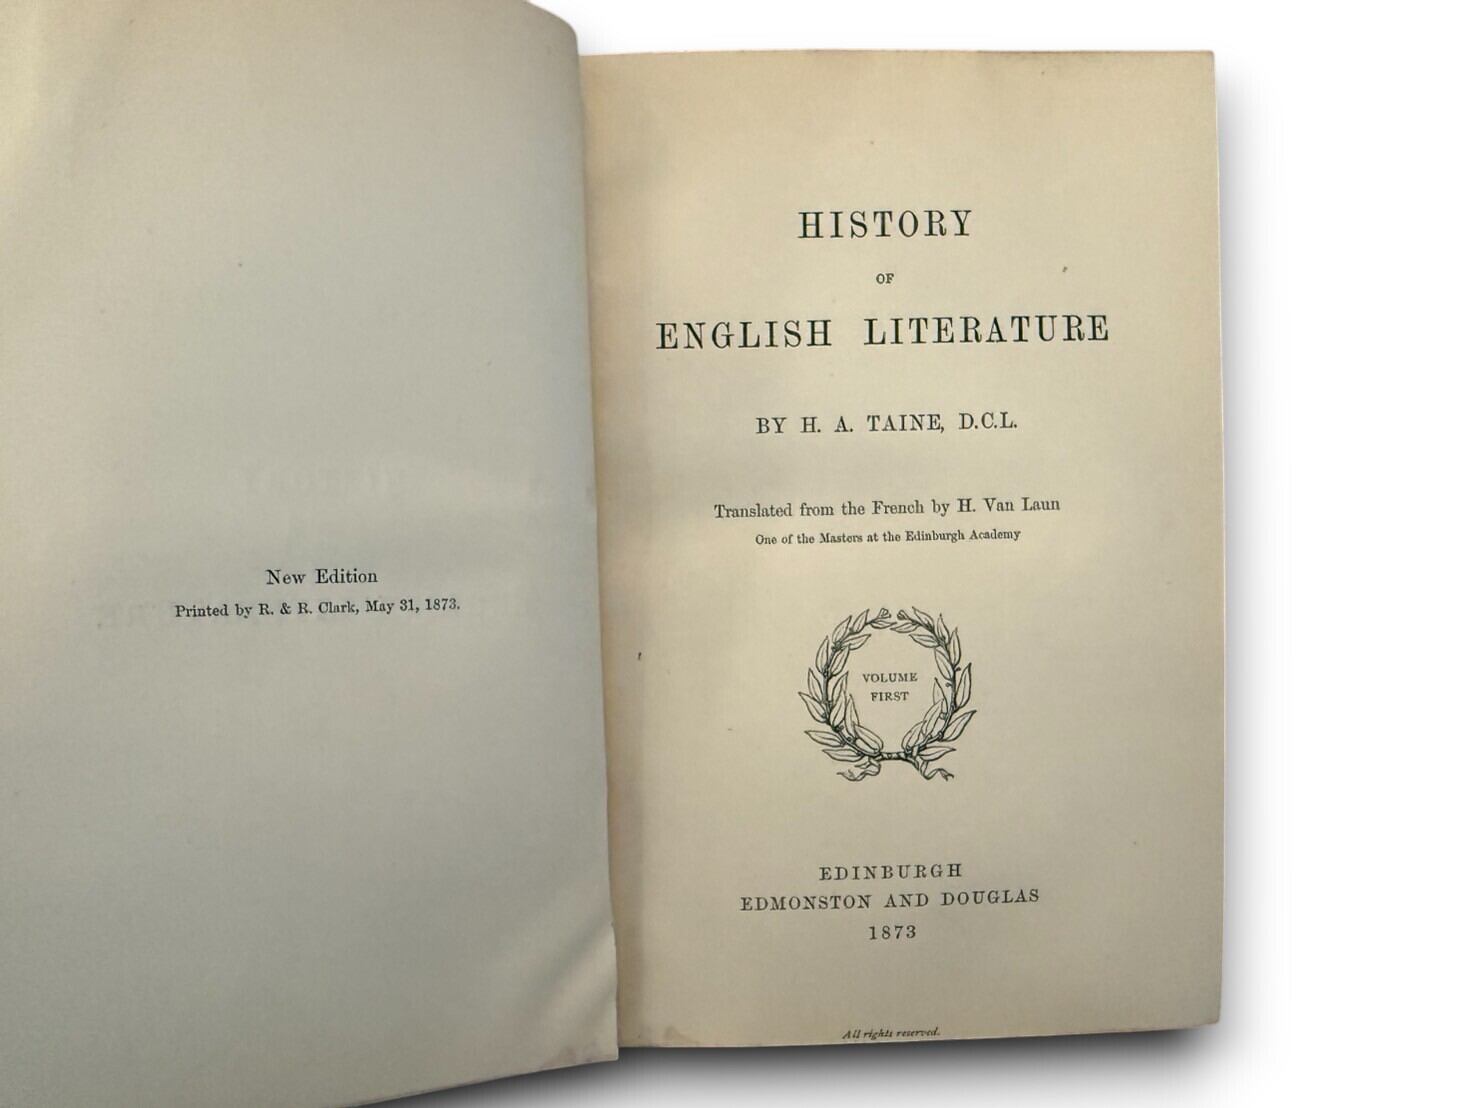 New Edition
Printed by R. & R. Clark, May 31, 1873.
HISTORY
OF
ENGLISH LITERATURE
BY H. A. TAINE, D.C.L.
Translated from the French by H. Van Laun
One of the Masters at the Edinburgh Academy
VOLUME
FIRST
EDINBURGH
EDMONSTON AND DOUGLAS
1873
All rights reserved.